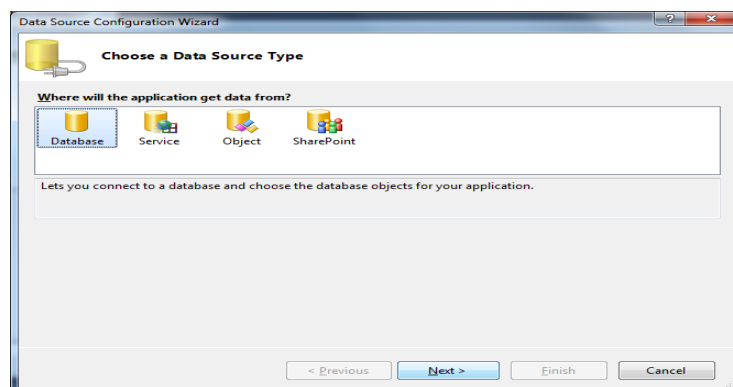 Data Source Configuration Wizard
?
Choose a Data Source Type
Where will the application get data from?
Database Service Object SharePoint
Lets you connect to a database and choose the database objects for your application.
< Previous Next > Finish Cancel